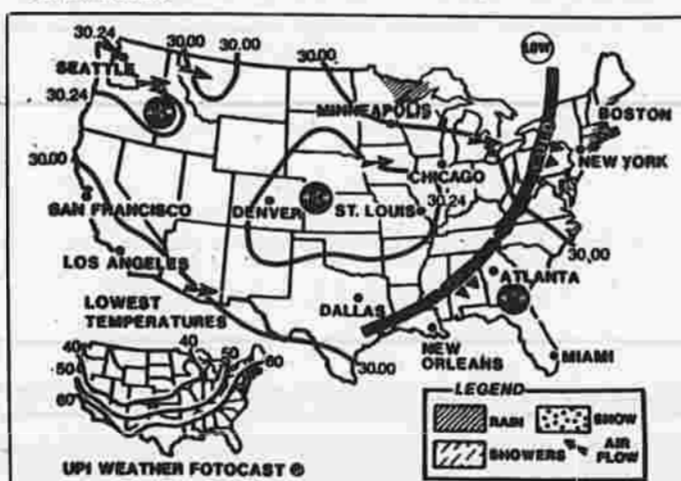 30.24
30.00
30.00
30.00
LOW
SEATTLE
30.24
MINNEAPOLIS
BOSTON
NEW YORK
30.00
CHICAGO
30.24
SAN FRANCISCO
DENVER
ST. LOUIS
30.00
LOS ANGELES
ATLANTA
LOWEST
TEMPERATURES
DALLAS
NEW
ORLEANS
MIAMI
30.00
40
40
50
60
50
60
LEGEND
RAIN
SNOW
SHOWERS
AIR
FLOW
UPI WEATHER FOTOCAST ®